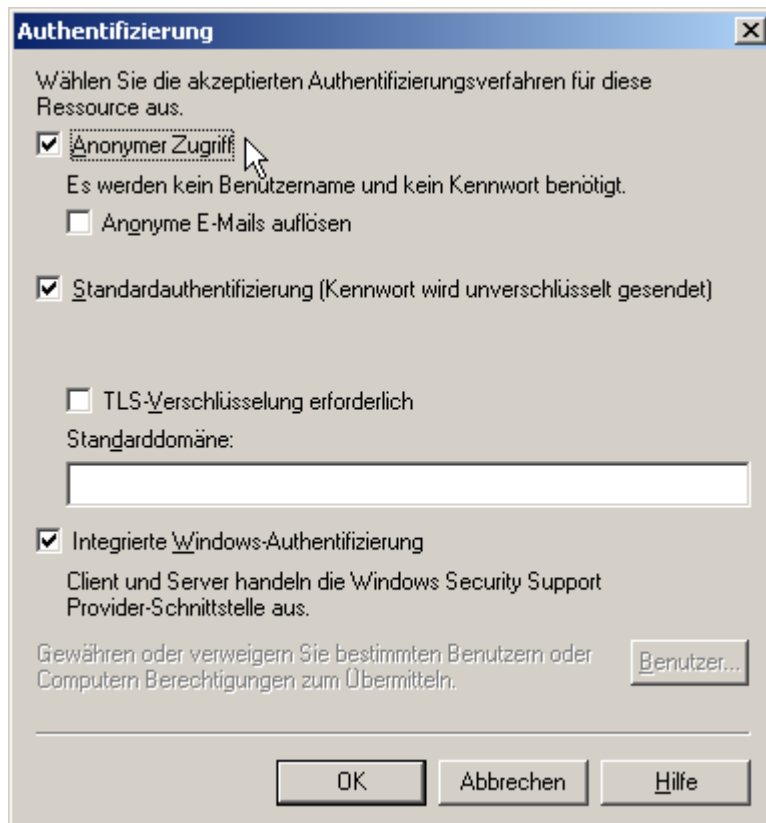 Authentifizierung
Wählen Sie die akzeptierten Authentifizierungsverfahren für diese
Ressource aus.
Anonymer Zugriff
Es werden kein Benutzername und kein Kennwort benötigt.
Anonyme E-Mails auflösen
Standardauthentifizierung (Kennwort wird unverschlüsselt gesendet)
TLS-Verschlüsselung erforderlich
Standarddomäne:
Integrierte Windows-Authentifizierung
Client und Server handeln die Windows Security Support
Provider-Schnittstelle aus.
Gewähren oder verweigern Sie bestimmten Benutzern oder
Computern Berechtigungen zum Übermitteln.
Benutzer...
OK Abbrechen Hilfe